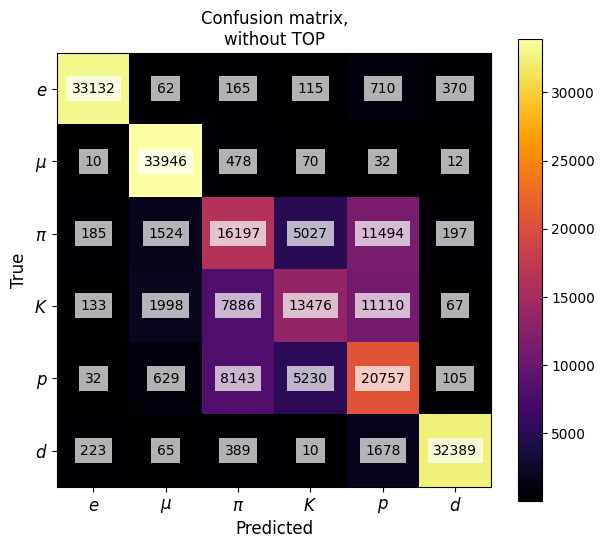 Confusion matrix,
without TOP
True
e 33132 62 165 115 710 370
μ 10 33946 478 70 32 12
π 185 1524 16197 5027 11494 197
K 133 1998 7886 13476 11110 67
p 32 629 8143 5230 20757 105
d 223 65 389 10 1678 32389
e μ π K p d
Predicted
30000
25000
20000
15000
10000
5000